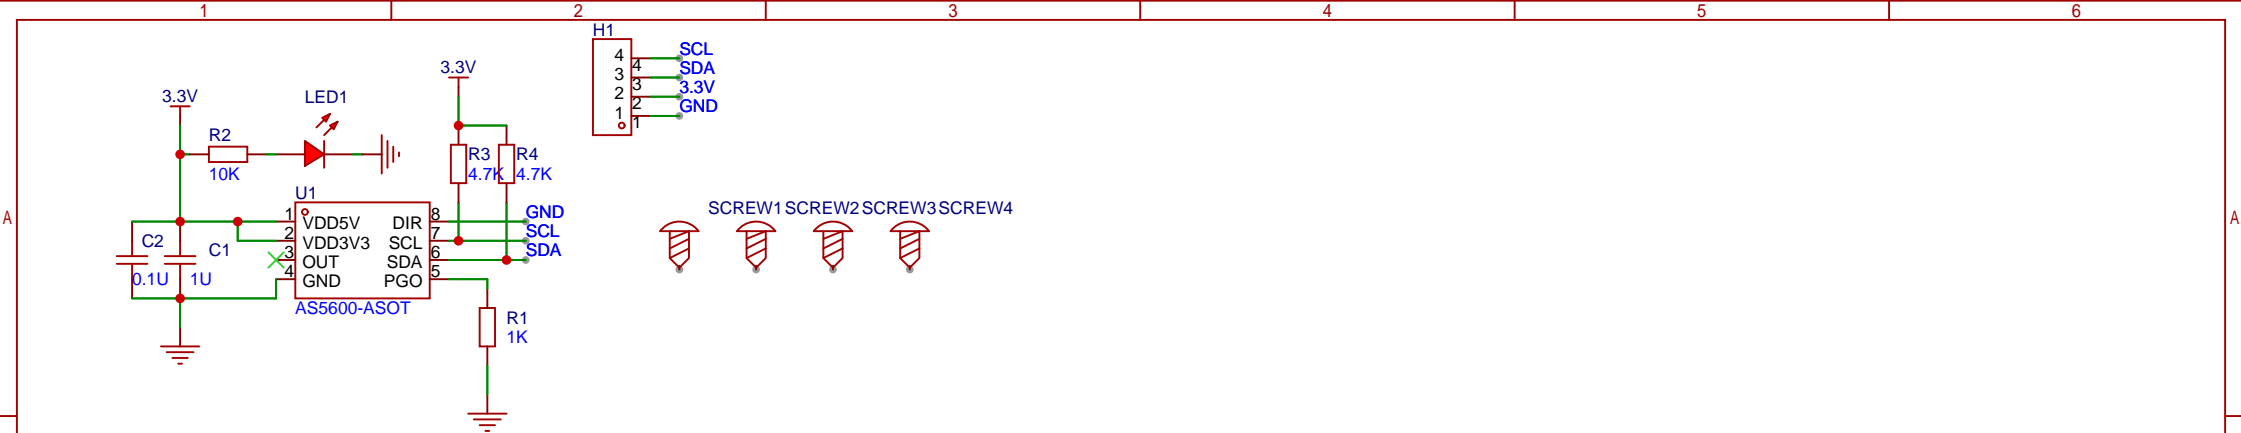 1 2 3 4 5 6
A A
H1
4 4 SCL
3 3 SDA
2 2 3.3V
1 1 GND
3.3V
3.3V
LED1
R2
10K
R3
4.7K
R4
4.7K
U1
1 VDD5V DIR 8 GND
2 VDD3V3 SCL 7 SCL
3 OUT SDA 6 SDA
4 GND PGO 5
AS5600-ASOT
C2
0.1U
C1
1U
R1
1K
SCREW1 SCREW2 SCREW3 SCREW4